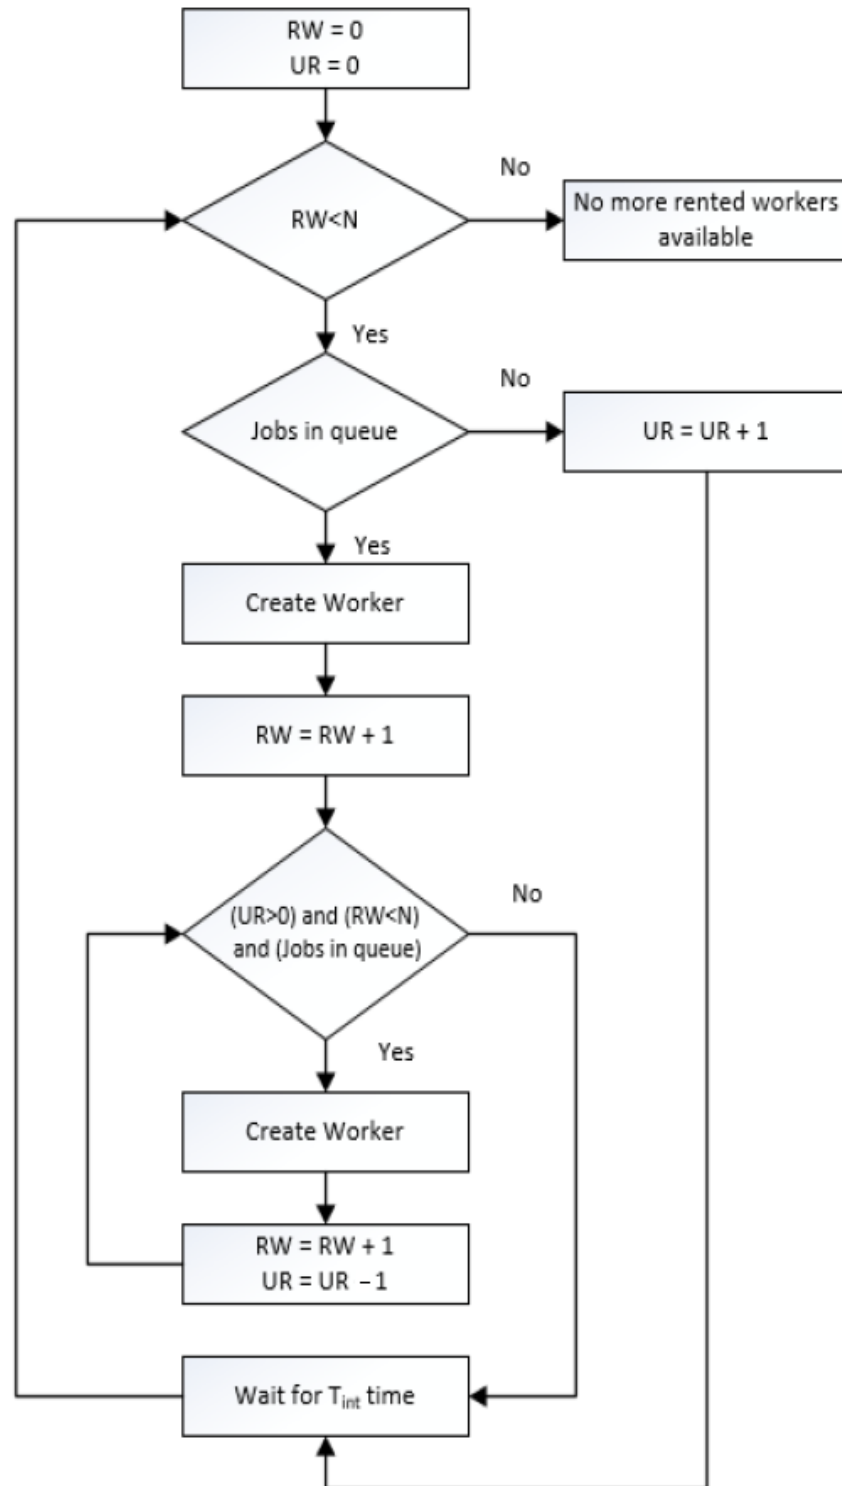 RW = 0
UR = 0
No
RW<N
No more rented workers
available
Yes
No
Jobs in queue
UR = UR + 1
Yes
Create Worker
RW = RW + 1
No
(UR>0) and (RW<N)
and (Jobs in queue)
Yes
Create Worker
RW = RW + 1
UR = UR – 1
Wait for Tint time